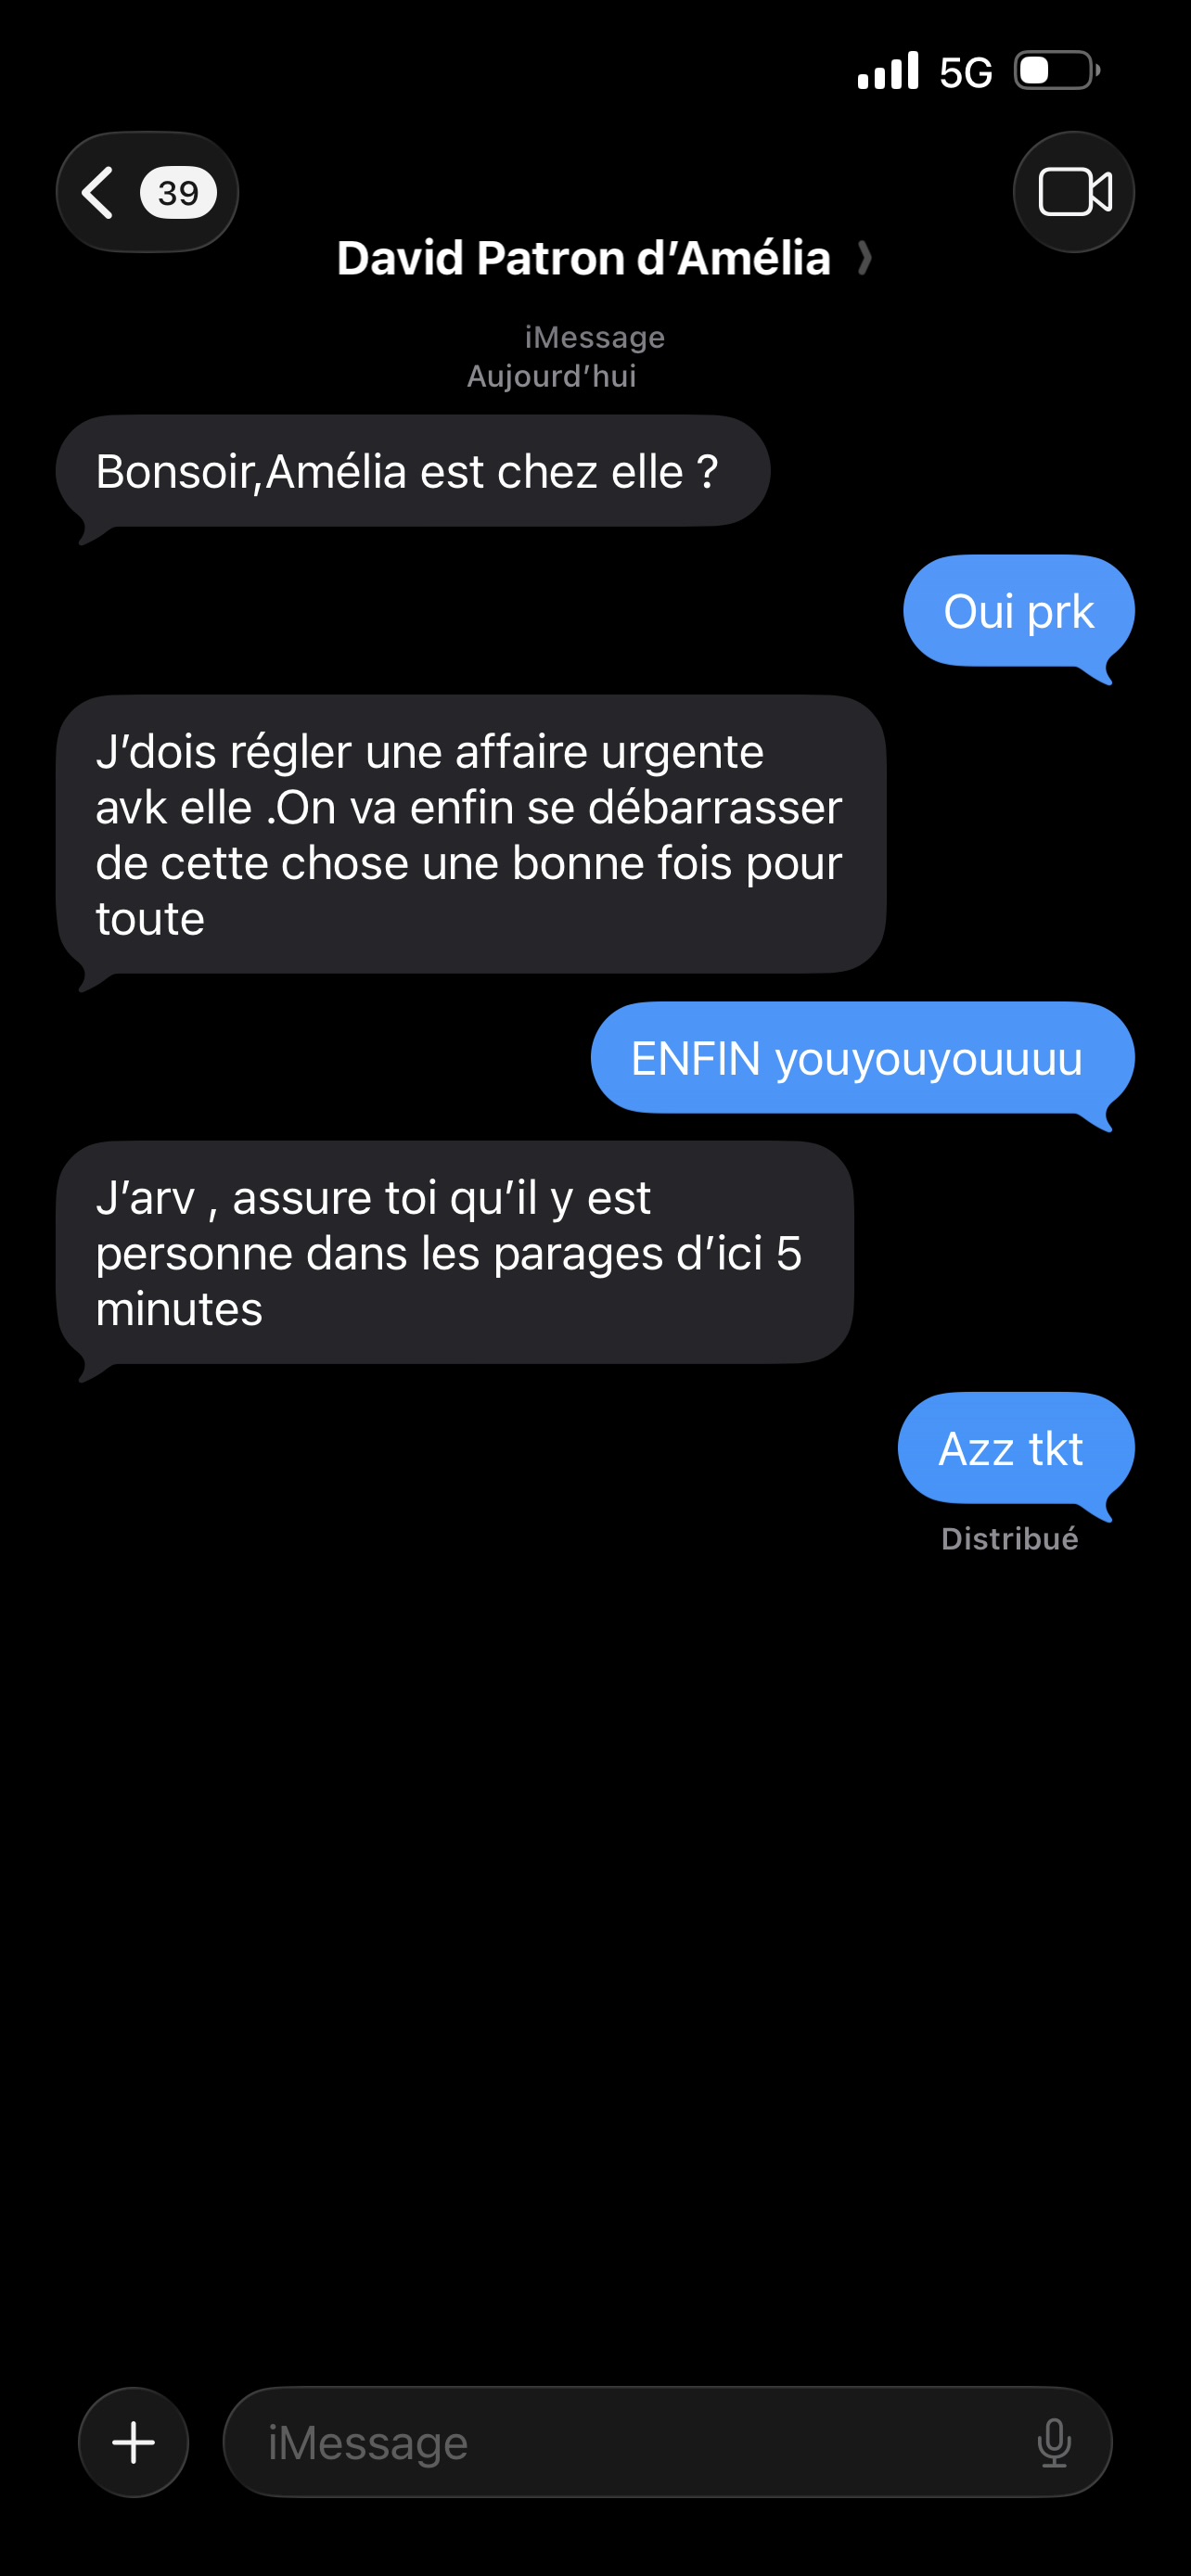 5G
39
David Patron d’Amélia
iMessage
Aujourd’hui
Bonsoir,Amélia est chez elle ?
Oui prk
J’dois régler une affaire urgente
avk elle .On va enfin se débarrasser
de cette chose une bonne fois pour
toute
ENFIN youyouyouuuu
J’arv , assure toi qu’il y est
personne dans les parages d’ici 5
minutes
Azz tkt
Distribué
iMessage